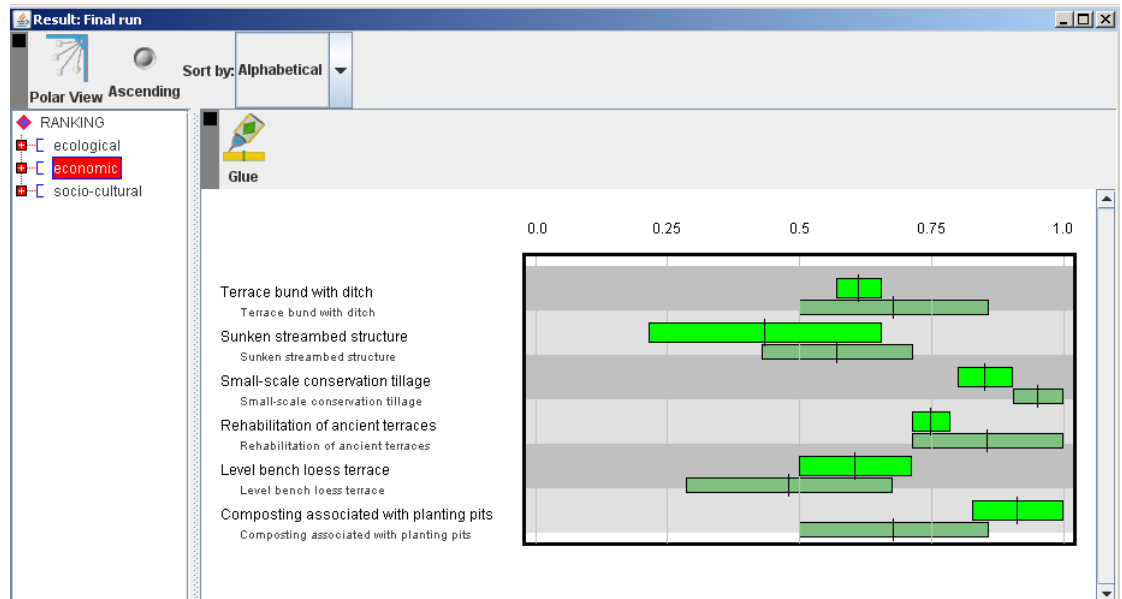 Result: Final run
Polar View Ascending Sort by: Alphabetical
RANKING
ecological
economic
socio-cultural
Glue
0.0 0.25 0.5 0.75 1.0
Terrace bund with ditch
Terrace bund with ditch
Sunken streambed structure
Sunken streambed structure
Small-scale conservation tillage
Small-scale conservation tillage
Rehabilitation of ancient terraces
Rehabilitation of ancient terraces
Level bench loess terrace
Level bench loess terrace
Composting associated with planting pits
Composting associated with planting pits